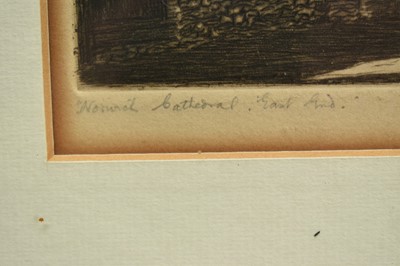 Norwich Cathedral. East End.